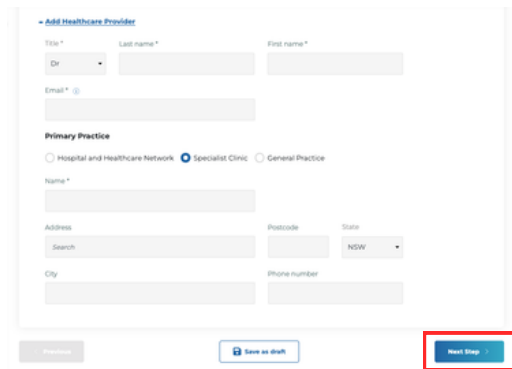 Add Healthcare Provider
Title * Last name * First name *
Dr
Email *
Primary Practice
Hospital and Healthcare Network Specialist Clinic General Practice
Name *
Address Postcode State
Search NSW
City Phone number
Previous Save as draft Next Step